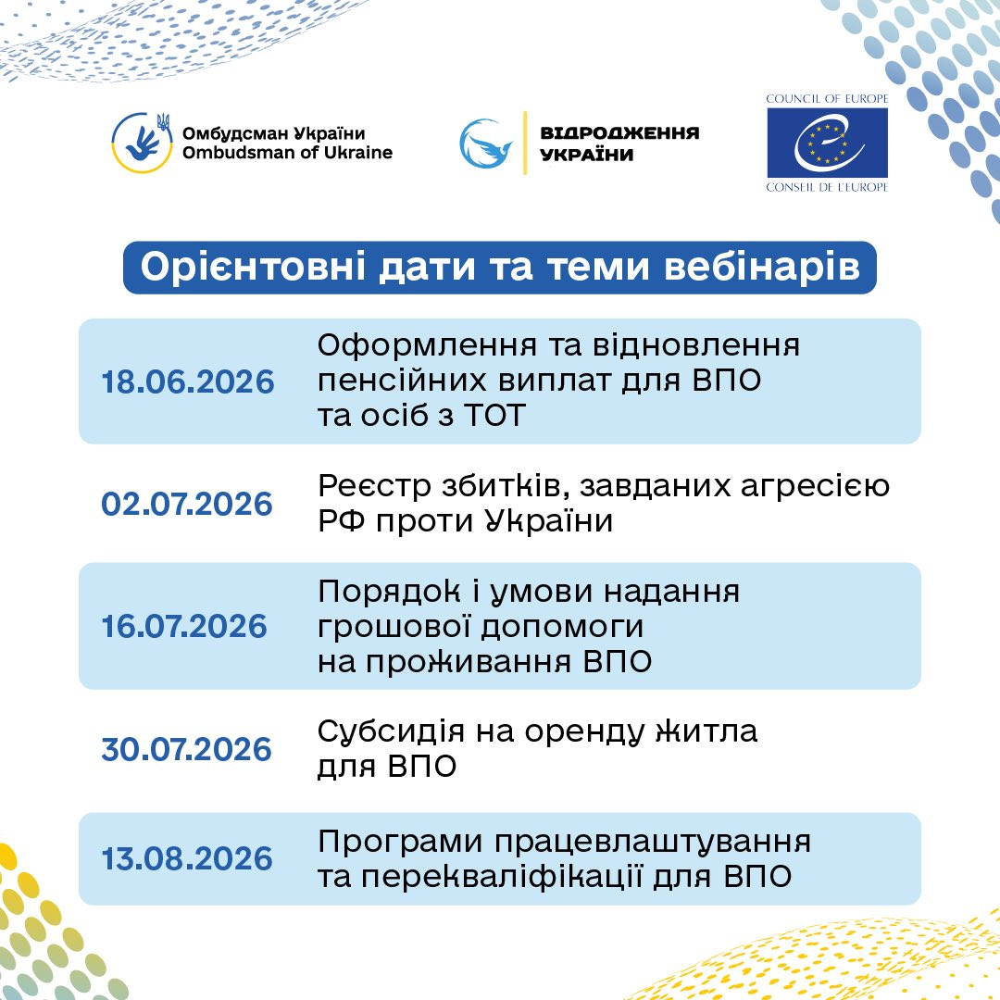 Омбудсман України
Ombudsman of Ukraine
ВІДРОДЖЕННЯ
УКРАЇНИ
COUNCIL OF EUROPE
CONSEIL DE L'EUROPE
Орієнтовні дати та теми вебінарів
18.06.2026
Оформлення та відновлення
пенсійних виплат для ВПО
та осіб з ТОТ
02.07.2026
Реєстр збитків, завданих агресією
РФ проти України
16.07.2026
Порядок і умови надання
грошової допомоги
на проживання ВПО
30.07.2026
Субсидія на оренду житла
для ВПО
13.08.2026
Програми працевлаштування
та перекваліфікації для ВПО